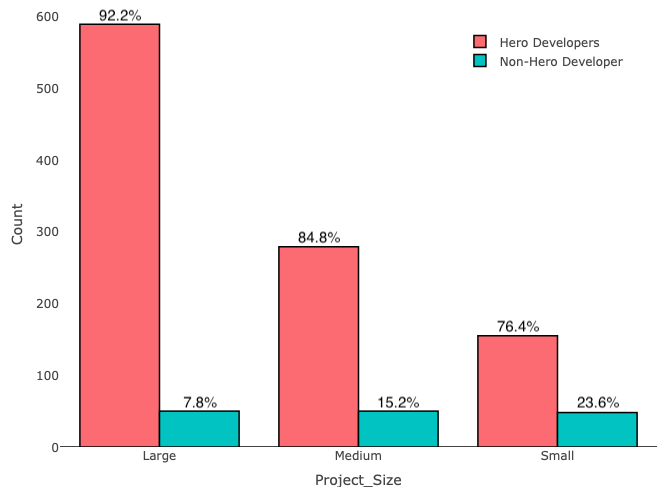 92.2%
600
Hero Developers
Non-Hero Developer
500
400
84.8%
300
Count
200
76.4%
100
7.8%
15.2%
23.6%
0
Large
Medium
Small
Project_Size